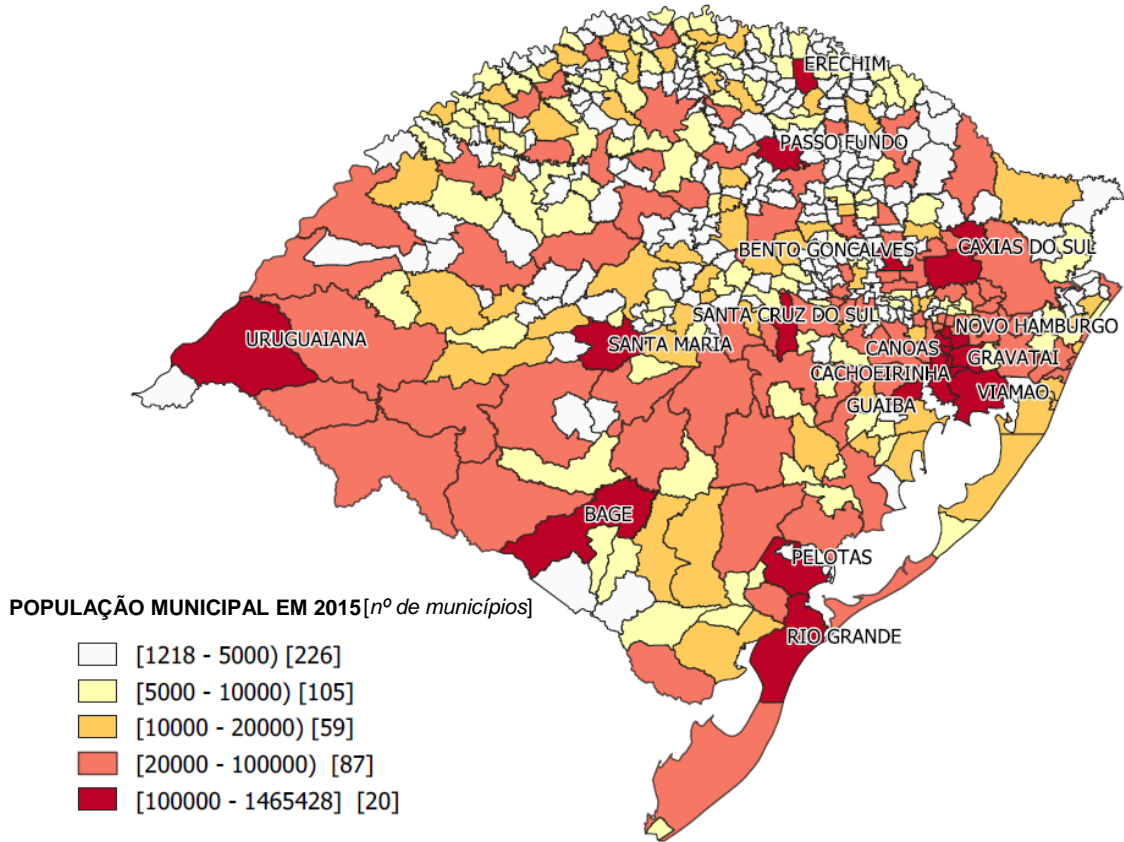 ERECHIM
PASSO FUNDO
BENTO GONCALVES
CAXIAS DO SUL
SANTA CRUZ DO SUL
NOVO HAMBURGO
URUGUAIANA
SANTA MARIA
CANOAS
GRAVATAI
CACHOEIRINHA
VIAMAO
GUAIBA
BAGE
PELOTAS
RIO GRANDE
POPULAÇÃO MUNICIPAL EM 2015 [nº de municípios]
[1218 - 5000) [226]
[5000 - 10000) [105]
[10000 - 20000) [59]
[20000 - 100000) [87]
[100000 - 1465428] [20]